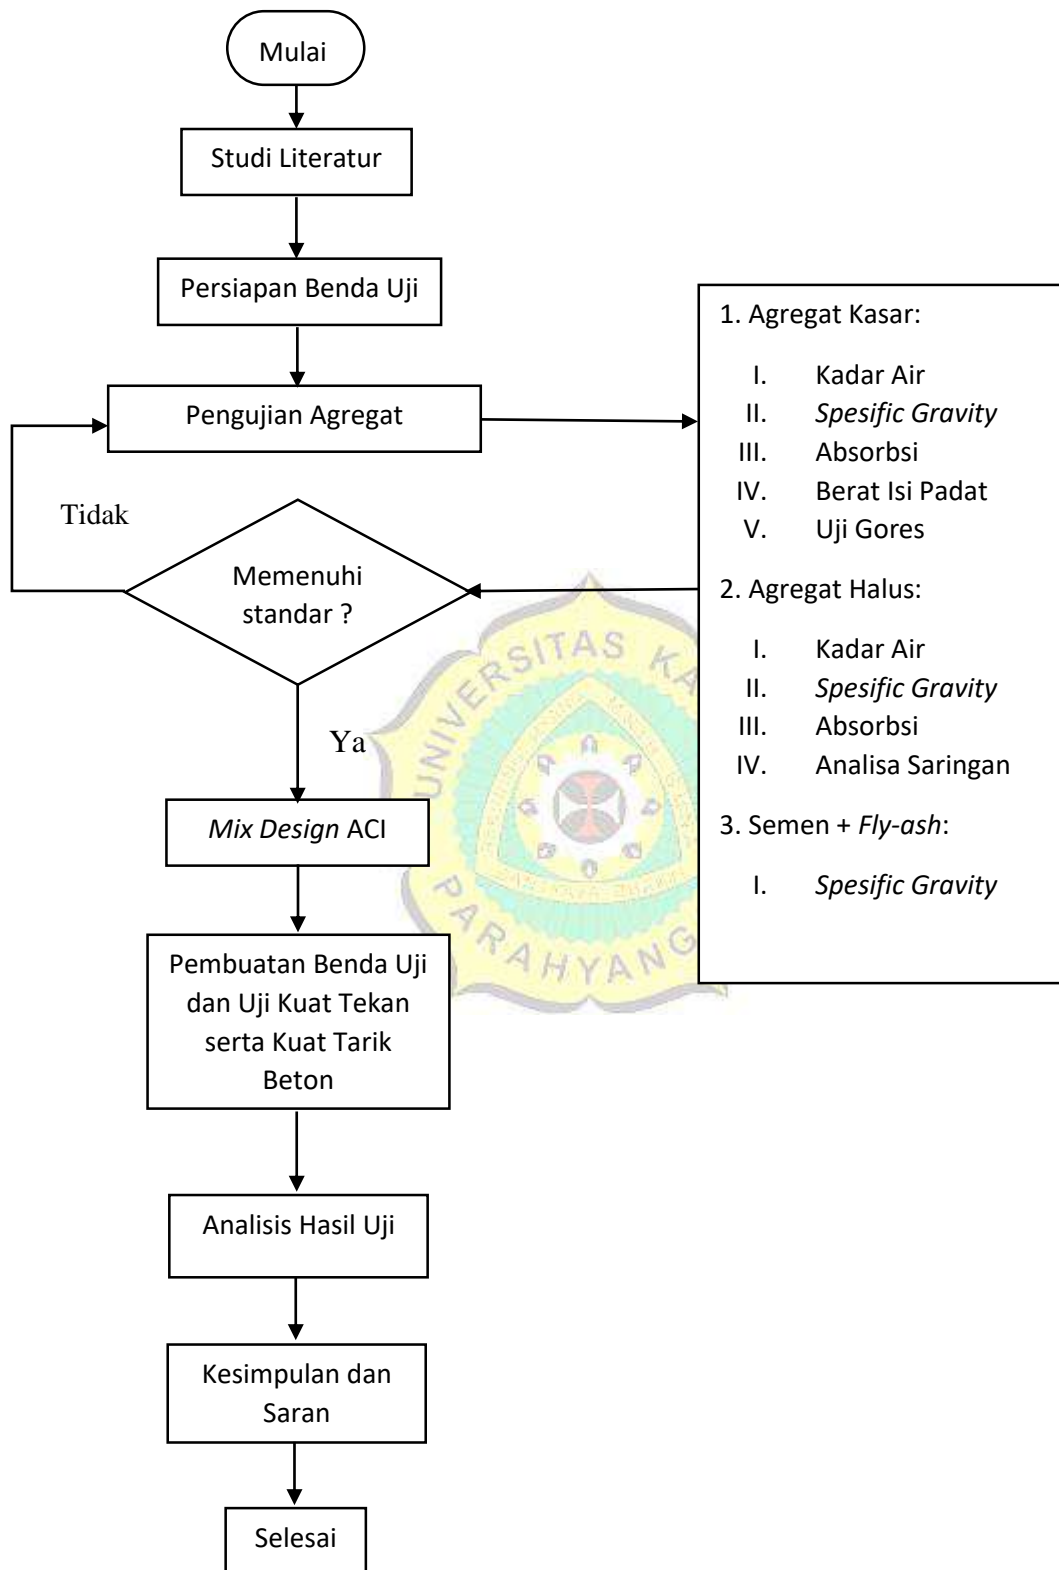 Mulai
Studi Literatur
Persiapan Benda Uji
Pengujian Agregat
1. Agregat Kasar:
I. Kadar Air
II. Spesific Gravity
III. Absorbsi
IV. Berat Isi Padat
V. Uji Gores
2. Agregat Halus:
I. Kadar Air
II. Spesific Gravity
III. Absorbsi
IV. Analisa Saringan
3. Semen + Fly-ash:
I. Spesific Gravity
Tidak
Memenuhi
standar ?
Ya
Mix Design ACI
Pembuatan Benda Uji
dan Uji Kuat Tekan
serta Kuat Tarik
Beton
Analisis Hasil Uji
Kesimpulan dan
Saran
Selesai
UNIVERSITAS KA
PARAHYANG